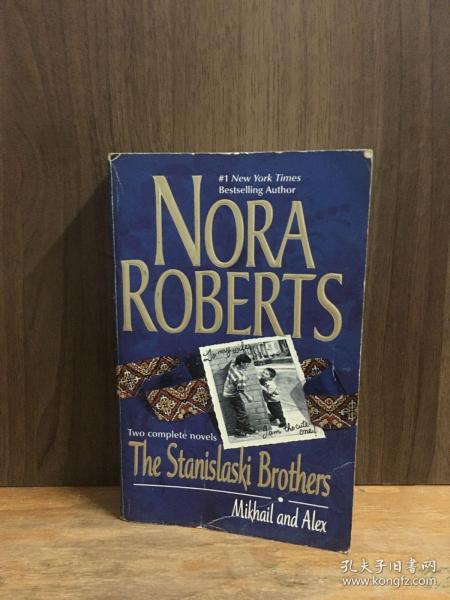 #1 New York Times
Bestselling Author
NORA
ROBERTS
To my wife,
I am the cute
one!
Two complete novels
The Stanislaski Brothers
Mikhail and Alex
孔夫子旧书网
www.kongfz.com